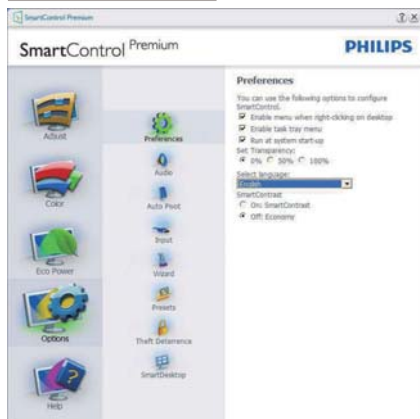 SmartControl Premium
SmartControl Premium
PHILIPS
Adjust
Color
Eco Power
Options
Help
Preferences
Audio
Auto Pivot
Input
Wizard
Presets
Theft Deterrence
SmartDesktop
Preferences
You can use the following options to configure
SmartControl.
Enable menu when right-clicking on desktop
Enable task tray menu
Run at system start-up
Set Transparency:
0% 50% 100%
Select language:
English
SmartContrast
On: SmartContrast
Off: Economy